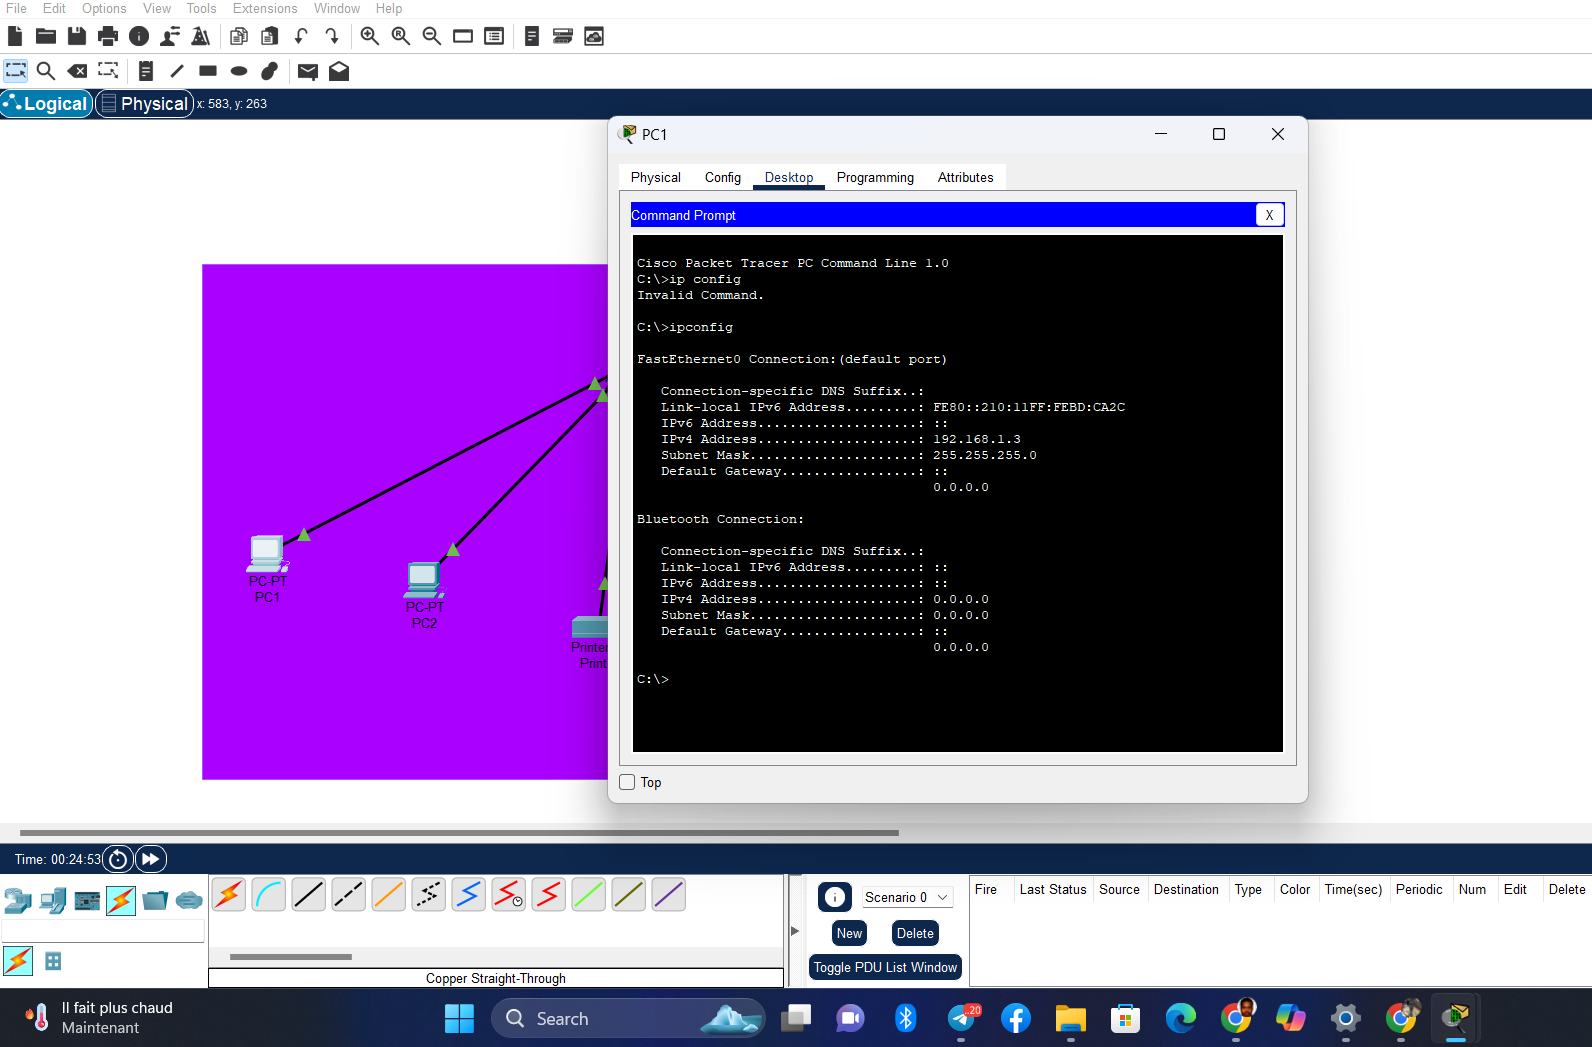 File Edit Options View Tools Extensions Window Help
Logical Physical x: 583, y: 263
PC1
Physical Config Desktop Programming Attributes
Command Prompt X
Cisco Packet Tracer PC Command Line 1.0
C:\>ip config
Invalid Command.
C:\>ipconfig
FastEthernet0 Connection:(default port)
Connection-specific DNS Suffix..:
Link-local IPv6 Address.........: FE80::210:11FF:FEBD:CA2C
IPv6 Address....................: ::
IPv4 Address....................: 192.168.1.3
Subnet Mask.....................: 255.255.255.0
Default Gateway.................: ::
0.0.0.0
Bluetooth Connection:
Connection-specific DNS Suffix..:
Link-local IPv6 Address.........: ::
IPv6 Address....................: ::
IPv4 Address....................: 0.0.0.0
Subnet Mask.....................: 0.0.0.0
Default Gateway.................: ::
0.0.0.0
C:\>
Top
PC-PT
PC1
PC-PT
PC2
Printer
Print
Time: 00:24:53
Scenario 0
New Delete
Toggle PDU List Window
Fire Last Status Source Destination Type Color Time(sec) Periodic Num Edit Delete
Copper Straight-Through
Il fait plus chaud
Maintenant
Search
..20